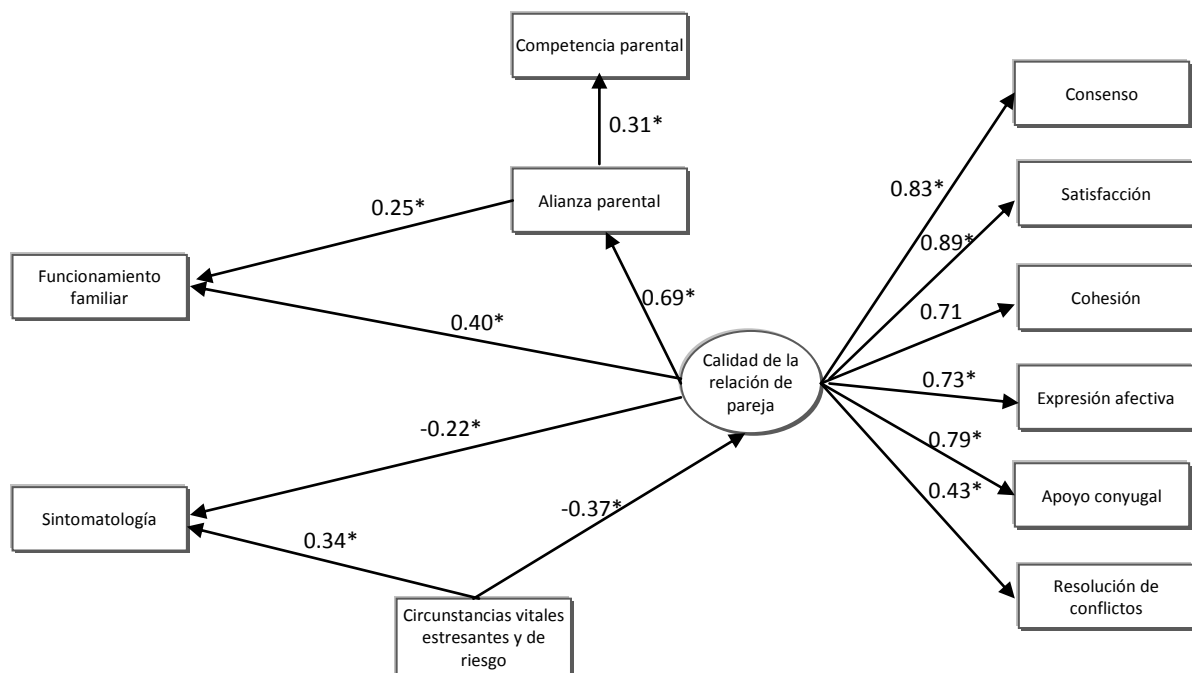 Competencia parental
Consenso
0.31*
0.83*
Alianza parental
Satisfacción
0.25*
0.89*
Funcionamiento
familiar
0.69*
Cohesión
0.71
0.40*
Calidad de la
relación de
pareja
0.73*
Expresión afectiva
-0.22*
0.79*
0.43*
Apoyo conyugal
Sintomatología
-0.37*
0.34*
Resolución de
conflictos
Circunstancias vitales
estresantes y de
riesgo